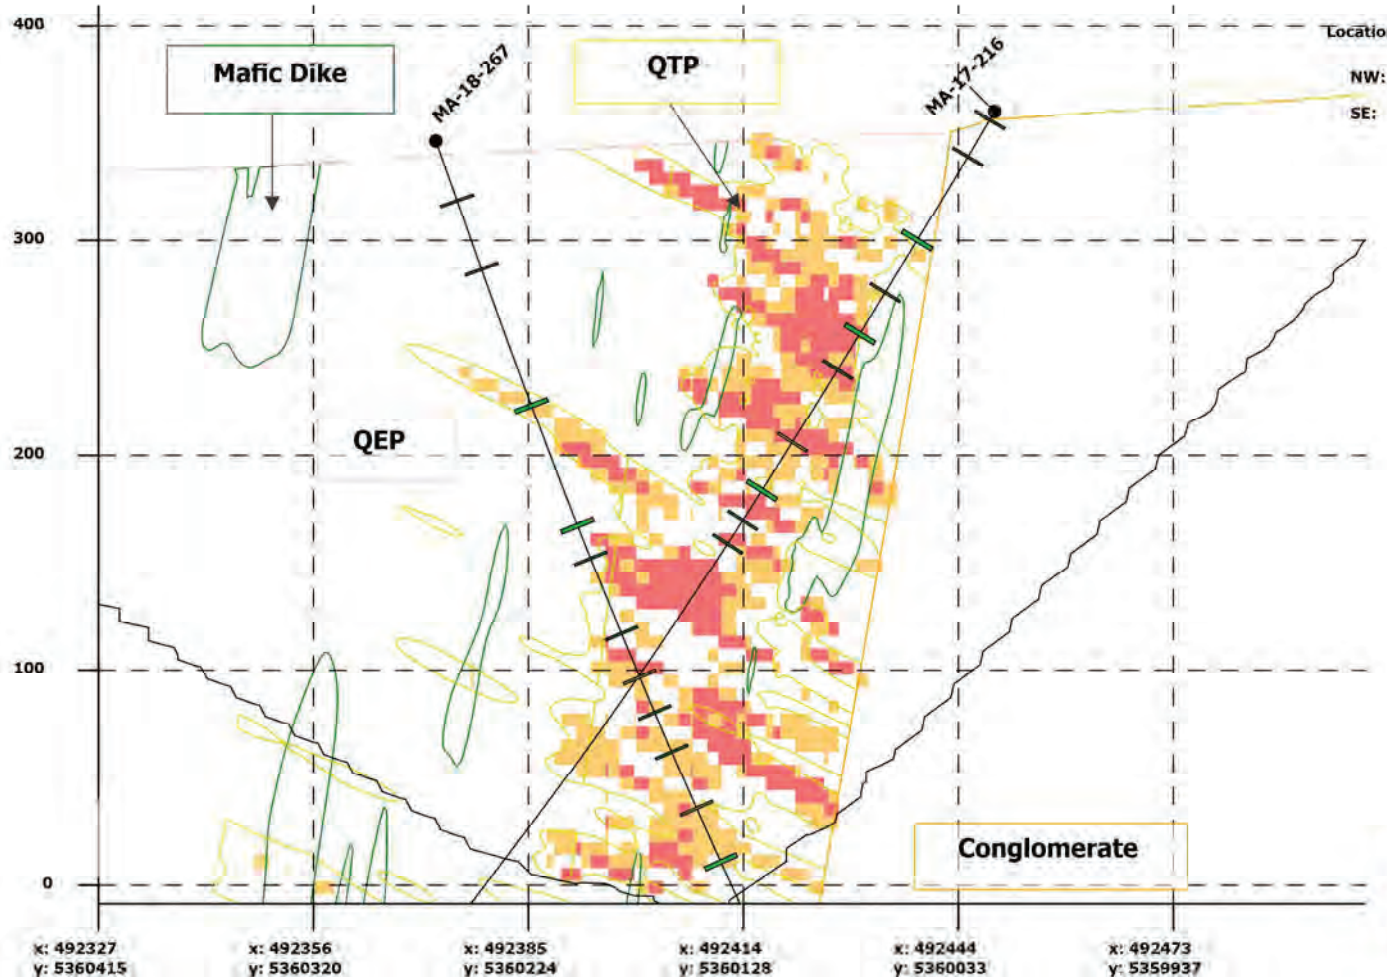 400
Locatio
Mafic Dike
MA-18-267
QTP
MA-17-216
NW:
SE:
300
QEP
200
100
Conglomerate
0
x: 492327
y: 5360415
x: 492356
y: 5360320
x: 492385
y: 5360224
x: 492414
y: 5360128
x: 492444
y: 5360033
x: 492473
y: 5359937